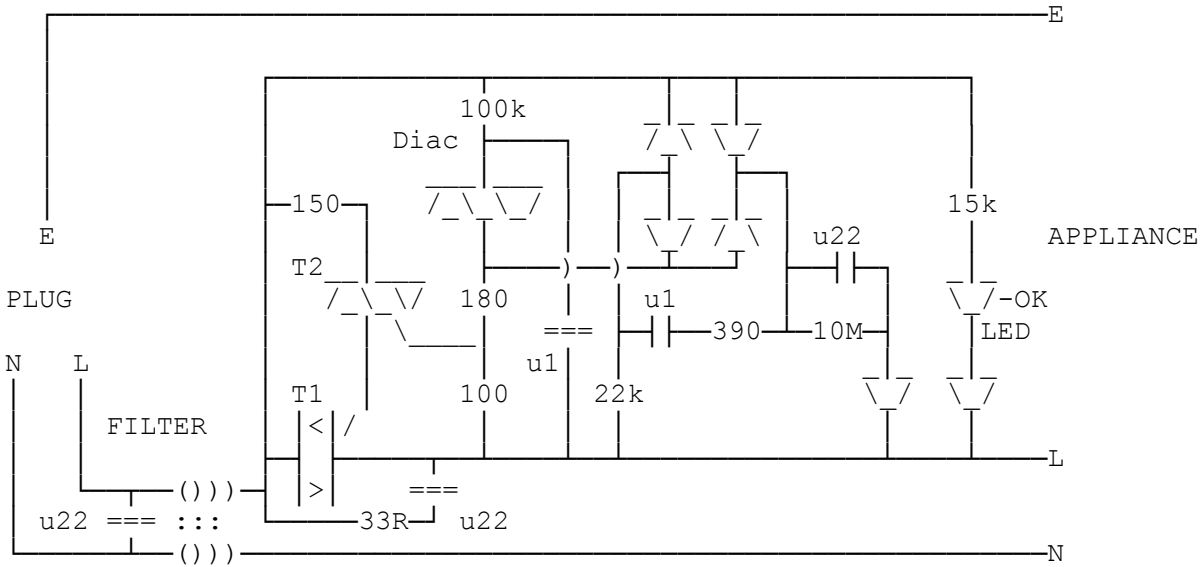 E
100k
Diac
150
15k
E
u22
APPLIANCE
T2
PLUG
180
u1
-OK
===
390
10M
LED
N L
u1
T1
100
22k
FILTER
< /
L
> ===
()))
u22 === :::
33R
u22
()))
N